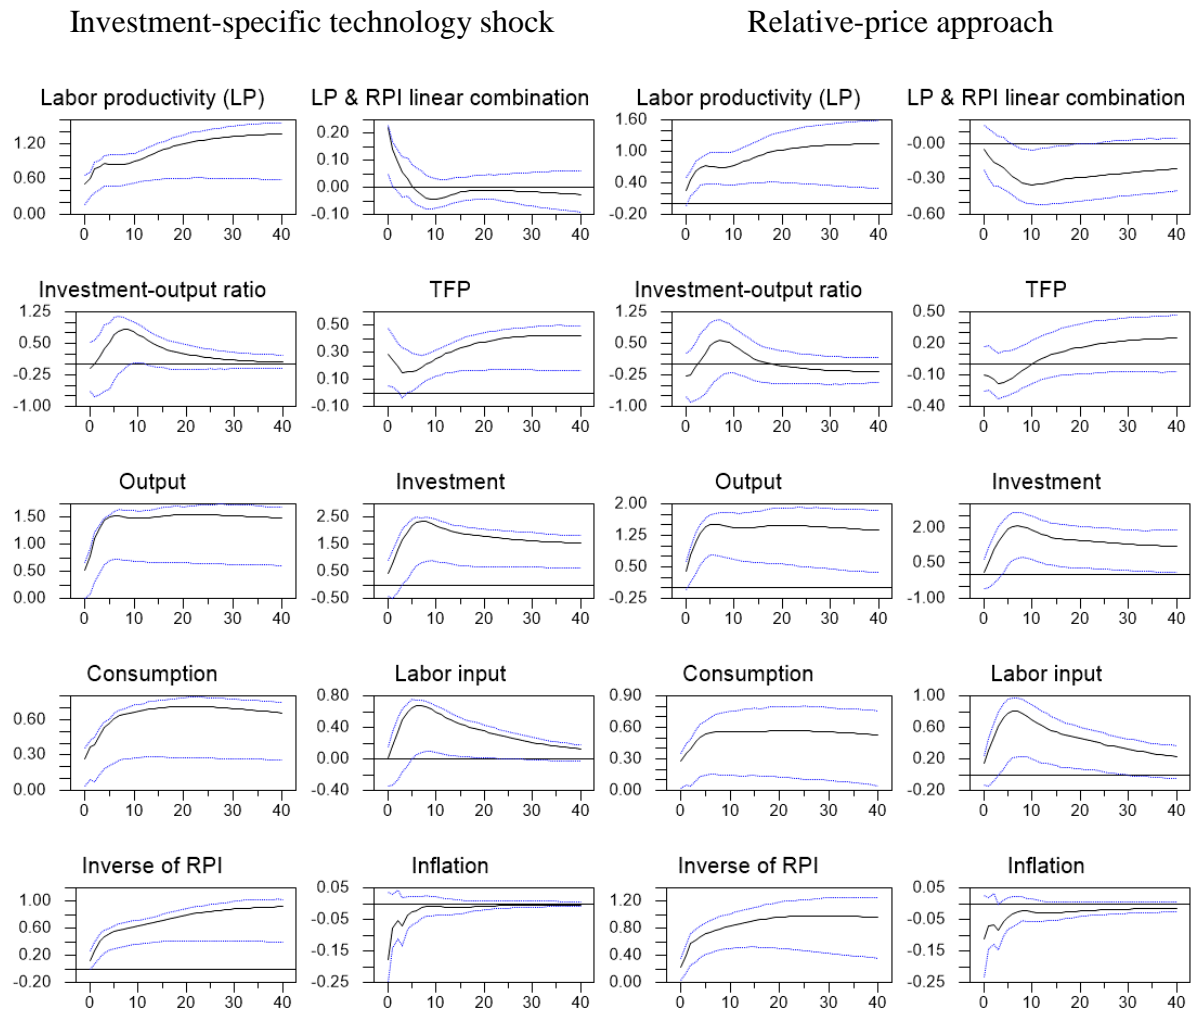 Investment-specific technology shock Relative-price approach
Labor productivity (LP) LP & RPI linear combination Labor productivity (LP) LP & RPI linear combination
1.20 0.60 0.00
0 10 20 30 40
0.20 0.10 0.00 -0.10
0 10 20 30 40
1.60 1.00 0.40 -0.20
0 10 20 30 40
-0.00 -0.30 -0.60
0 10 20 30 40
Investment-output ratio TFP Investment-output ratio TFP
1.25 0.50 -0.25 -1.00
0 10 20 30 40
0.50 0.30 0.10 -0.10
0 10 20 30 40
1.25 0.50 -0.25 -1.00
0 10 20 30 40
0.50 0.20 -0.10 -0.40
0 10 20 30 40
Output Investment Output Investment
1.50 1.00 0.50 0.00
0 10 20 30 40
2.50 1.50 0.50 -0.50
0 10 20 30 40
2.00 1.25 0.50 -0.25
0 10 20 30 40
2.00 0.50 -1.00
0 10 20 30 40
Consumption Labor input Consumption Labor input
0.60 0.30 0.00
0 10 20 30 40
0.80 0.40 0.00 -0.40
0 10 20 30 40
0.90 0.60 0.30 0.00
0 10 20 30 40
1.00 0.60 0.20 -0.20
0 10 20 30 40
Inverse of RPI Inflation Inverse of RPI Inflation
1.00 0.60 0.20 -0.20
0 10 20 30 40
0.05 -0.05 -0.15 -0.25
0 10 20 30 40
1.20 0.80 0.40 0.00
0 10 20 30 40
0.05 -0.05 -0.15 -0.25
0 10 20 30 40